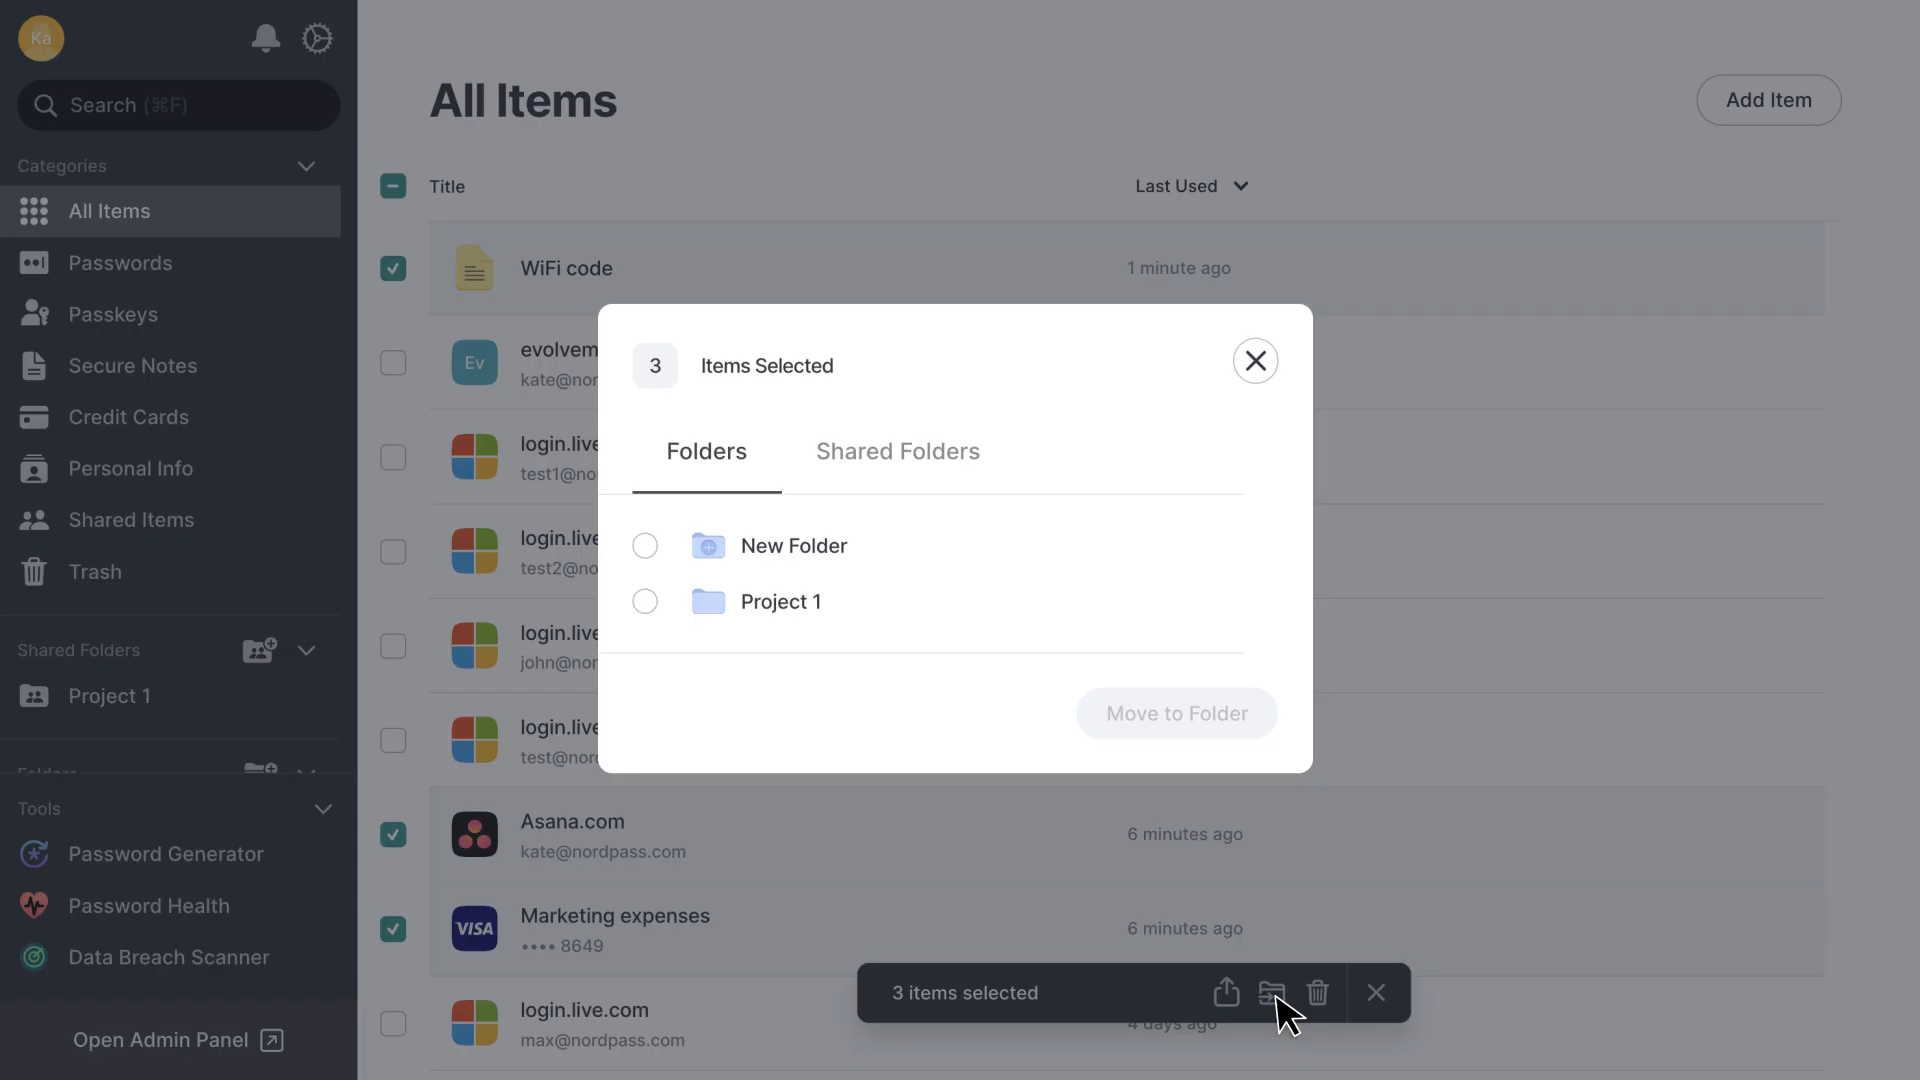 Ka
Search (⌘F)
Categories
All Items
Passwords
Passkeys
Secure Notes
Credit Cards
Personal Info
Shared Items
Trash
Shared Folders
Project 1
Folders
Tools
Password Generator
Password Health
Data Breach Scanner
Open Admin Panel
All Items
Add Item
Title
Last Used
WiFi code
1 minute ago
Ev
evolvem
kate@nor
login.live
test1@no
login.live
test2@no
login.live
john@nor
login.live
test@nord
3
Items Selected
Folders
Shared Folders
New Folder
Project 1
Move to Folder
Asana.com
kate@nordpass.com
6 minutes ago
VISA
Marketing expenses
•••• 8649
6 minutes ago
3 items selected
login.live.com
max@nordpass.com
4 days ago